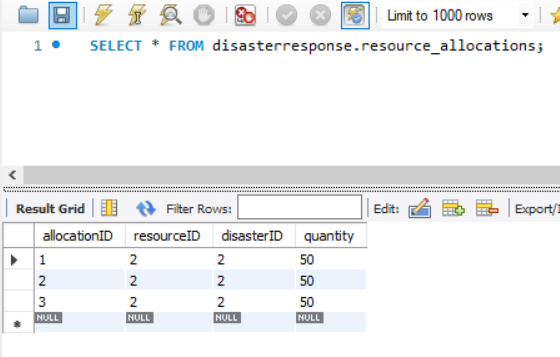 Limit to 1000 rows
1 SELECT * FROM disasterresponse.resource_allocations;
Result Grid Filter Rows: Edit: Export/I
allocationID resourceID disasterID quantity
1 2 2 50
2 2 2 50
3 2 2 50
NULL NULL NULL NULL